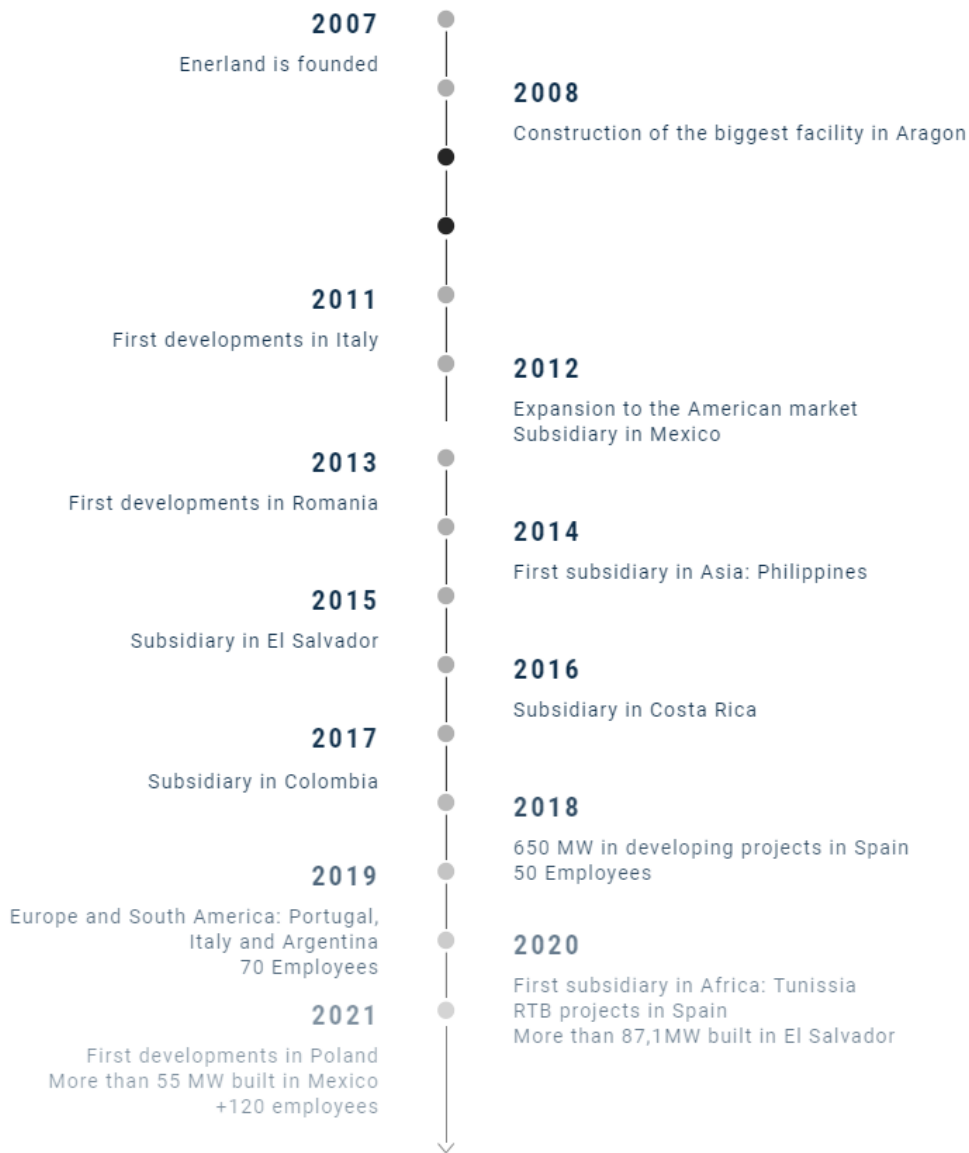 2007
Enerland is founded
2008
Construction of the biggest facility in Aragon
2011
First developments in Italy
2012
Expansion to the American market
Subsidiary in Mexico
2013
First developments in Romania
2014
First subsidiary in Asia: Philippines
2015
Subsidiary in El Salvador
2016
Subsidiary in Costa Rica
2017
Subsidiary in Colombia
2018
650 MW in developing projects in Spain
50 Employees
2019
Europe and South America: Portugal,
Italy and Argentina
70 Employees
2020
First subsidiary in Africa: Tunissia
RTB projects in Spain
More than 87,1MW built in El Salvador
2021
First developments in Poland
More than 55 MW built in Mexico
+120 employees